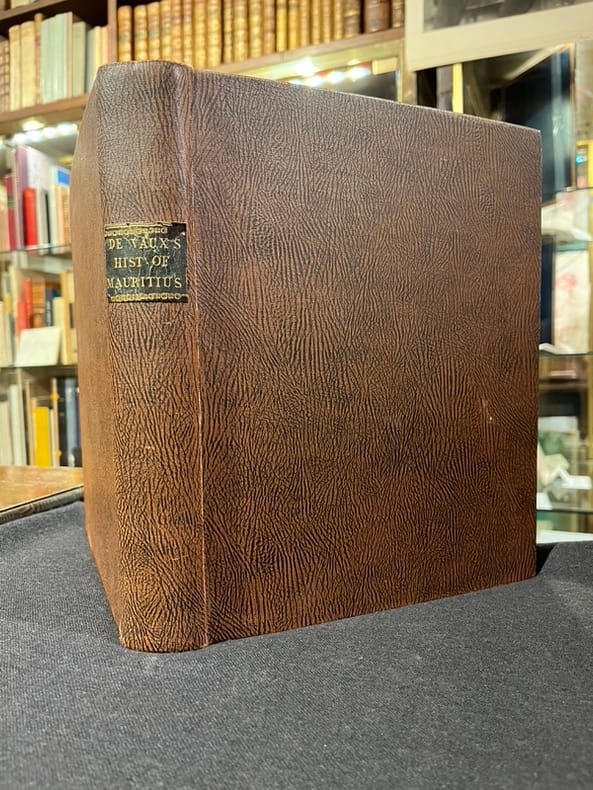 DE VAUX'S
HIST. OF
MAURITIUS